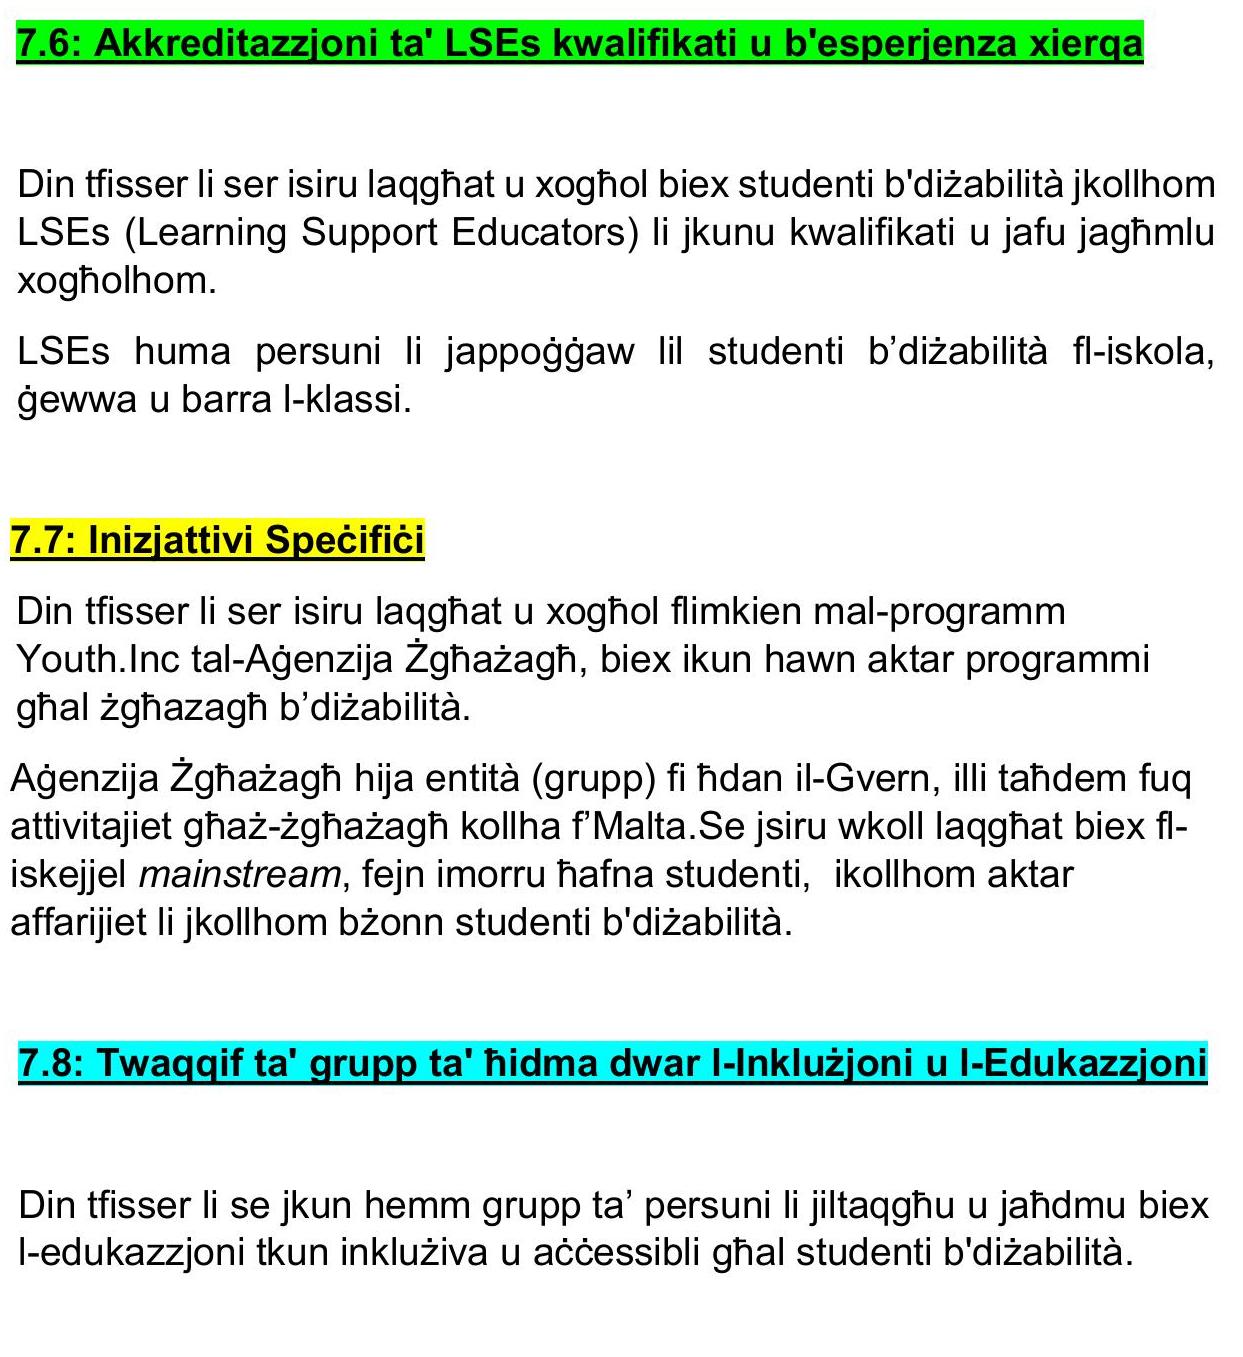 7.6: Akkreditazzjoni ta' LSEs kwalifikati u b'esperjenza xierqa
Din tfisser li ser isiru laqgħat u xogħol biex studenti b'diżabilità jkollhom
LSEs (Learning Support Educators) li jkunu kwalifikati u jafu jagħmlu
xogħolhom.
LSEs huma persuni li jappoġġaw lil studenti b’diżabilità fl-iskola,
ġewwa u barra l-klassi.
7.7: Inizjattivi Speċifiċi
Din tfisser li ser isiru laqgħat u xogħol flimkien mal-programm
Youth.Inc tal-Aġenzija Żgħażagħ, biex ikun hawn aktar programmi
għal żgħazagħ b’diżabilità.
Aġenzija Żgħażagħ hija entità (grupp) fi ħdan il-Gvern, illi taħdem fuq
attivitajiet għaż-żgħażagħ kollha f’Malta.Se jsiru wkoll laqgħat biex fl-
iskejjel mainstream, fejn imorru ħafna studenti,  ikollhom aktar
affarijiet li jkollhom bżonn studenti b'diżabilità.
7.8: Twaqqif ta' grupp ta' ħidma dwar l-Inklużjoni u l-Edukazzjoni
Din tfisser li se jkun hemm grupp ta’ persuni li jiltaqgħu u jaħdmu biex
l-edukazzjoni tkun inklużiva u aċċessibli għal studenti b'diżabilità.